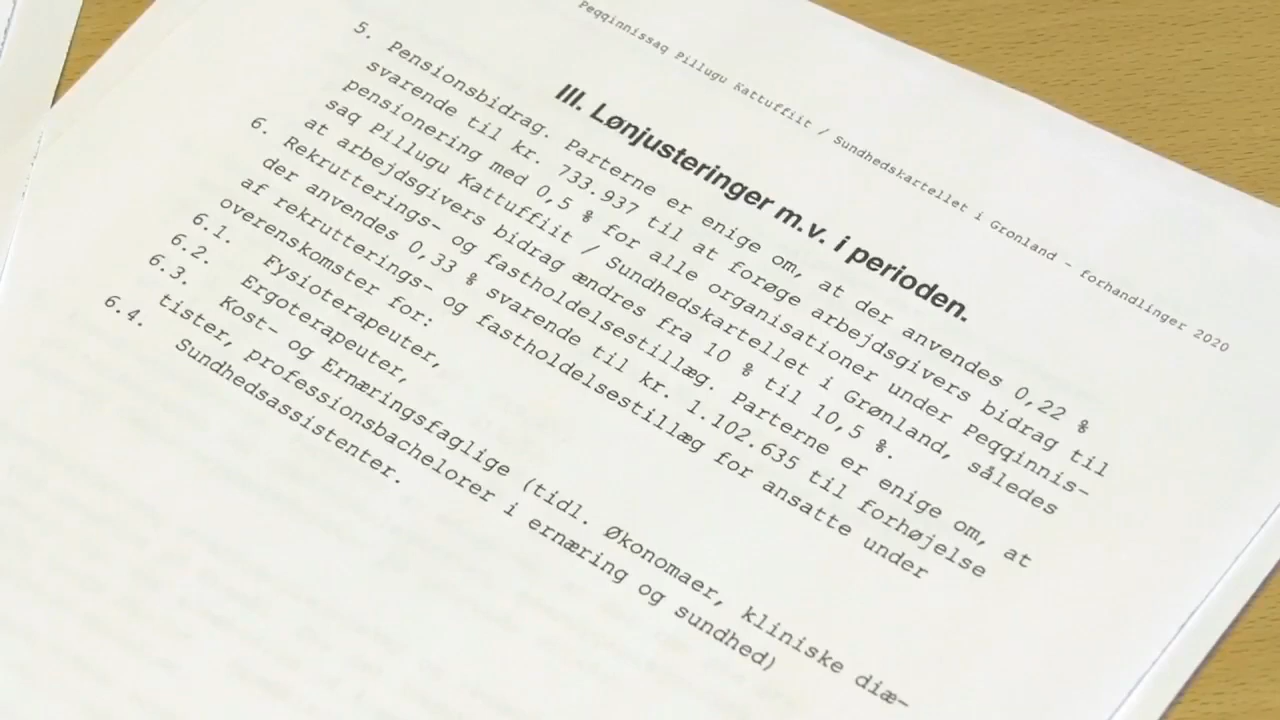 Peqqinnissaq Pillugu Kattuffiit / Sundhedskartellet i Grønland - forhandlinger 2020
III. Lønjusteringer m.v. i perioden.
5. Pensionsbidrag. Parterne er enige om, at der anvendes 0,22 %
svarende til kr. 733.937 til at forøge arbejdsgivers bidrag til
pensionering med 0,5 % for alle organisationer under Peqqinnis-
saq Pillugu Kattuffiit / Sundhedskartellet i Grønland, således
at arbejdsgivers bidrag ændres fra 10 % til 10,5 %.
6. Rekrutterings- og fastholdelsestillæg. Parterne er enige om, at
der anvendes 0,33 % svarende til kr. 1.102.635 til forhøjelse
af rekrutterings- og fastholdelsestillæg for ansatte under
overenskomster for:
6.1. Fysioterapeuter,
6.2. Ergoterapeuter,
6.3. Kost- og Ernæringsfaglige (tidl. Økonomaer, kliniske diæ-
tister, professionsbachelorer i ernæring og sundhed)
6.4. Sundhedsassistenter.